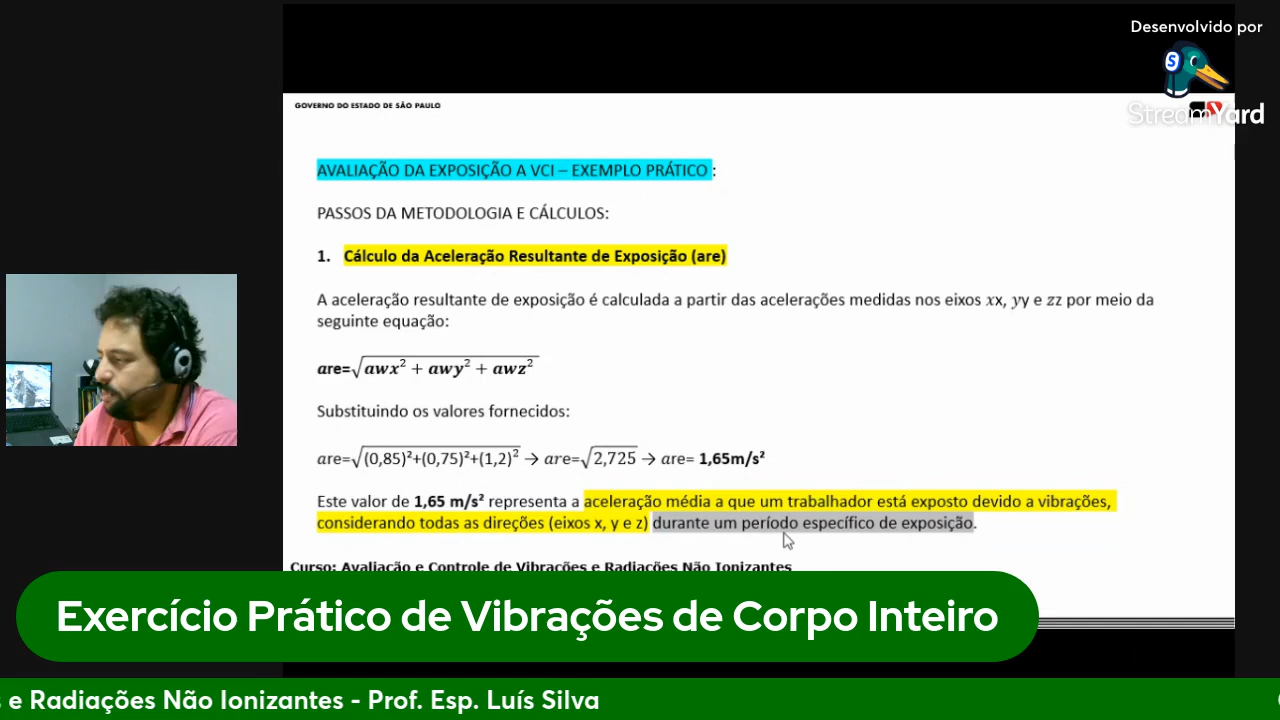 Desenvolvido por
StreamYard
GOVERNO DO ESTADO DE SÃO PAULO
AVALIAÇÃO DA EXPOSIÇÃO A VCI – EXEMPLO PRÁTICO :
PASSOS DA METODOLOGIA E CÁLCULOS:
1. Cálculo da Aceleração Resultante de Exposição (are)
A aceleração resultante de exposição é calculada a partir das acelerações medidas nos eixos xx, yy e zz por meio da
seguinte equação:
are=√awx² + awy² + awz²
Substituindo os valores fornecidos:
are=√(0,85)²+(0,75)²+(1,2)² → are=√2,725 → are= 1,65m/s²
Este valor de 1,65 m/s² representa a aceleração média a que um trabalhador está exposto devido a vibrações,
considerando todas as direções (eixos x, y e z) durante um período específico de exposição.
Curso: Avaliação e Controle de Vibrações e Radiações Não Ionizantes
Exercício Prático de Vibrações de Corpo Inteiro
s e Radiações Não Ionizantes - Prof. Esp. Luís Silva